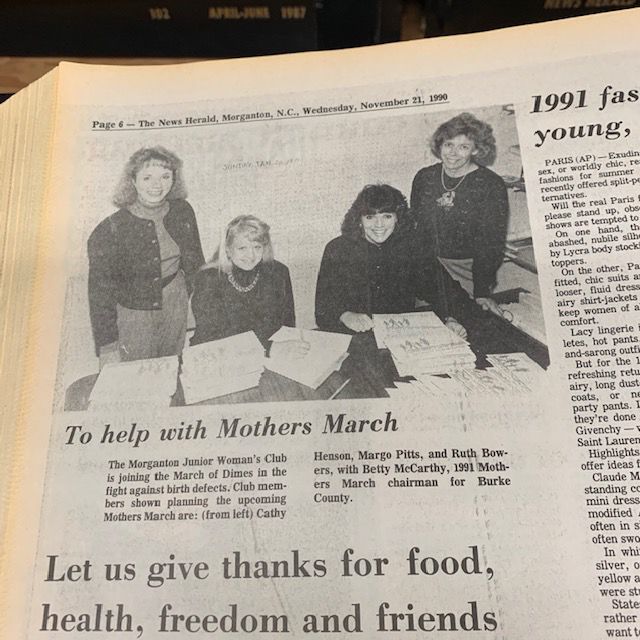 102 APRIL-JUNE 1987
NEWS HERALD
Page 6 — The News Herald, Morganton, N.C., Wednesday, November 21, 1990
SUNDAY, JAN.
To help with Mothers March
The Morganton Junior Woman's Club
is joining the March of Dimes in the
fight against birth defects. Club mem-
bers shown planning the upcoming
Mothers March are: (from left) Cathy
Henson, Margo Pitts, and Ruth Bow-
ers, with Betty McCarthy, 1991 Moth-
ers March chairman for Burke
County.
Let us give thanks for food,
health, freedom and friends
1991 fas
young,
PARIS (AP) — Exudin
sex, or worldly chic, re
fashions for summer
recently offered split-pe
ternatives.
Will the real Paris
please stand up, obs
shows are tempted to
On one hand, th
abashed, nubile silh
by Lycra body stock
toppers.
On the other, Pa
fitted, chic suits a
looser, fluid dress
airy shirt-jackets
keep women of a
comfort.
Lacy lingerie
letes, hot pants,
and-sarong outfi
But for the 1
refreshing retu
airy, long dust
coats, or ne
party pants. I
they're done
Givenchy — w
Saint Lauren
Highlights
offer ideas
Claude M
standing co
mini dress
modified
often in s
often swo
In whi
silver, o
yellow a
were stu
State
rather
want t